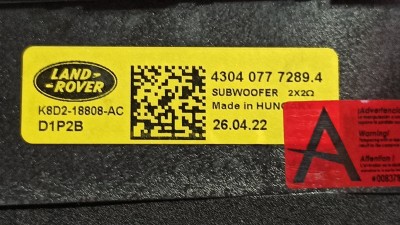 LAND-
-ROVER
K8D2-18808-AC
D1P2B
4304 077 7289.4
SUBWOOFER 2X2Ω
Made in HUNG
26.04.22
A
Warning!
Attention !